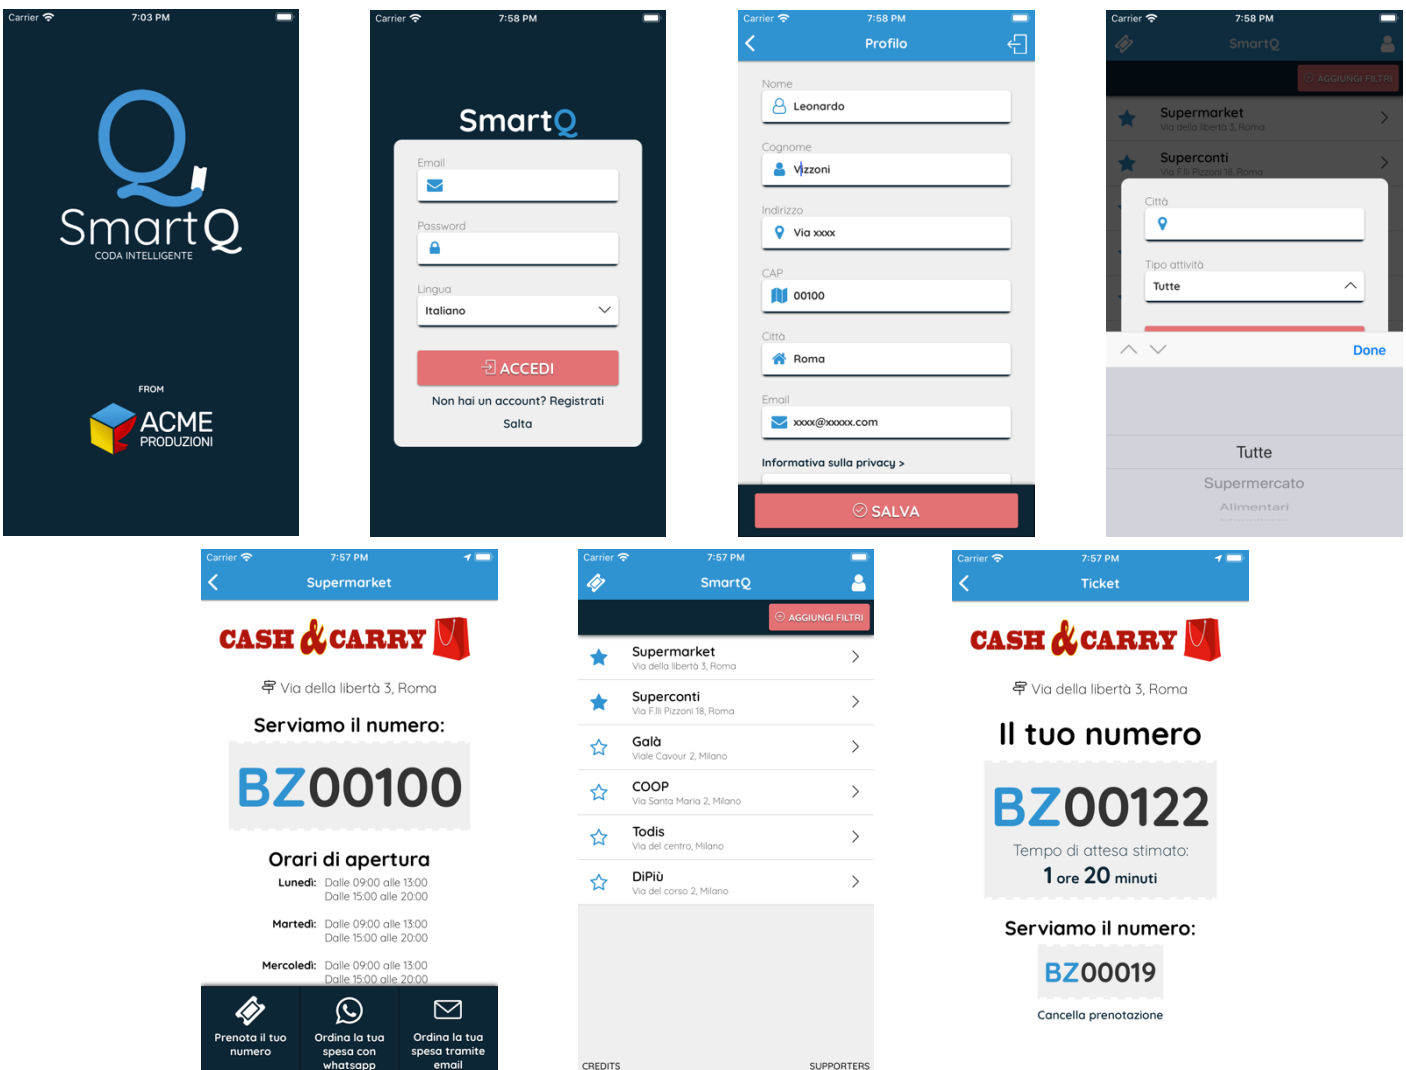 Carrier 7:03 PM
SmartQ
CODA INTELLIGENTE
FROM
ACME
PRODUZIONI
Carrier 7:58 PM
SmartQ
Email
Password
Lingua
Italiano
ACCEDI
Non hai un account? Registrati
Salta
Carrier 7:58 PM
Profilo
Nome
Leonardo
Cognome
Vizzoni
Indirizzo
Via xxxx
CAP
00100
Città
Roma
Email
xxxx@xxxxx.com
Informativa sulla privacy >
SALVA
Carrier 7:58 PM
SmartQ
AGGIUNGI FILTRI
Supermarket
Via della libertà 3, Roma
Superconti
Via F.lli Pizzoni 18, Roma
Città
Tipo attività
Tutte
Done
Tutte
Supermercato
Alimentari
Carrier 7:57 PM
Supermarket
CASH & CARRY
Via della libertà 3, Roma
Serviamo il numero:
BZ00100
Orari di apertura
Lunedì: Dalle 09:00 alle 13:00
Dalle 15:00 alle 20:00
Martedì: Dalle 09:00 alle 13:00
Dalle 15:00 alle 20:00
Mercoledì: Dalle 09:00 alle 13:00
Dalle 15:00 alle 20:00
Prenota il tuo
numero
Ordina la tua
spesa con
whatsapp
Ordina la tua
spesa tramite
email
Carrier 7:57 PM
SmartQ
AGGIUNGI FILTRI
Supermarket
Via della libertà 3, Roma
Superconti
Via F.lli Pizzoni 18, Roma
Galà
Viale Cavour 2, Milano
COOP
Via Santa Maria 2, Milano
Todis
Via del centro, Milano
DiPiù
Via del corso 2, Milano
CREDITS
SUPPORTERS
Carrier 7:57 PM
Ticket
CASH & CARRY
Via della libertà 3, Roma
Il tuo numero
BZ00122
Tempo di attesa stimato:
1 ore 20 minuti
Serviamo il numero:
BZ00019
Cancella prenotazione